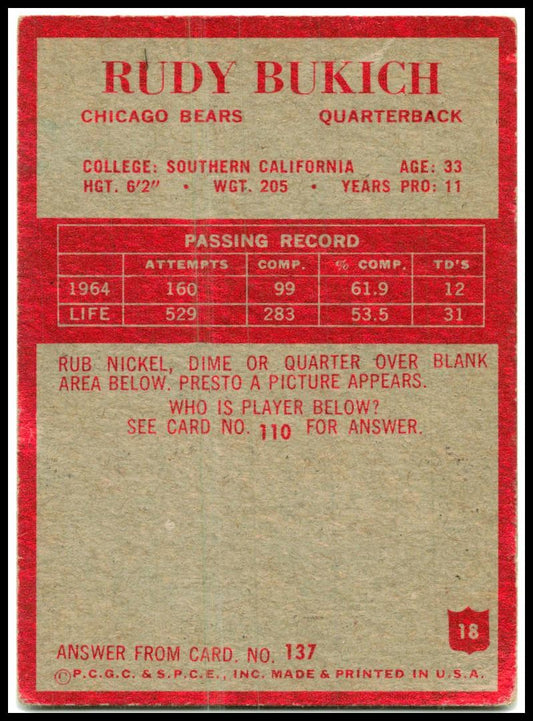 RUDY BUKICH
CHICAGO BEARS QUARTERBACK
COLLEGE: SOUTHERN CALIFORNIA AGE: 33
HGT. 6'2" • WGT. 205 • YEARS PRO: 11
PASSING RECORD
ATTEMPTS COMP. % COMP. TD'S
1964 160 99 61.9 12
LIFE 529 283 53.5 31
RUB NICKEL, DIME OR QUARTER OVER BLANK
AREA BELOW. PRESTO A PICTURE APPEARS.
WHO IS PLAYER BELOW?
SEE CARD NO. 110 FOR ANSWER.
18
ANSWER FROM CARD. NO. 137
©P.C.G.C. & S.P.C.E., INC. MADE & PRINTED IN U.S.A.